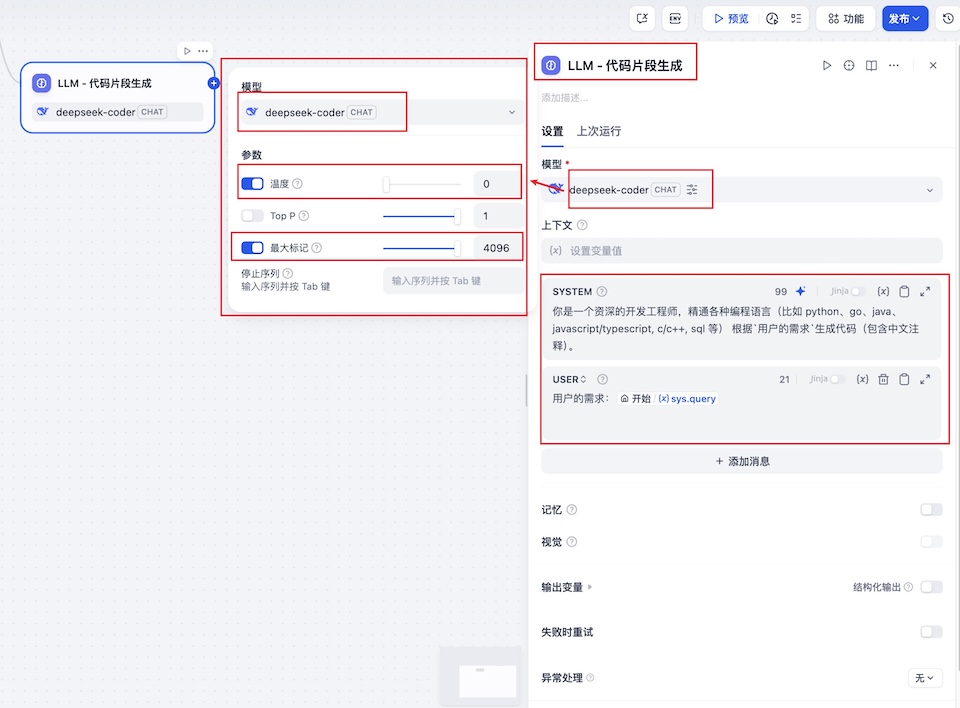 ENV
预览
功能
发布
LLM - 代码片段生成
deepseek-coder CHAT
模型
deepseek-coder CHAT
参数
温度 0
Top P 1
最大标记 4096
停止序列
输入序列并按 Tab 键
输入序列并按 Tab 键
LLM - 代码片段生成
添加描述...
设置 上次运行
模型 *
deepseek-coder CHAT
上下文
{x} 设置变量值
SYSTEM 99 Jinja {x}
你是一个资深的开发工程师，精通各种编程语言（比如 python、go、java、
javascript/typescript, c/c++, sql 等） 根据`用户的需求`生成代码（包含中文注
释）。
USER 21 Jinja {x}
用户的需求： 开始 / {x} sys.query
+ 添加消息
记忆
视觉
输出变量 结构化输出
失败时重试
异常处理 无